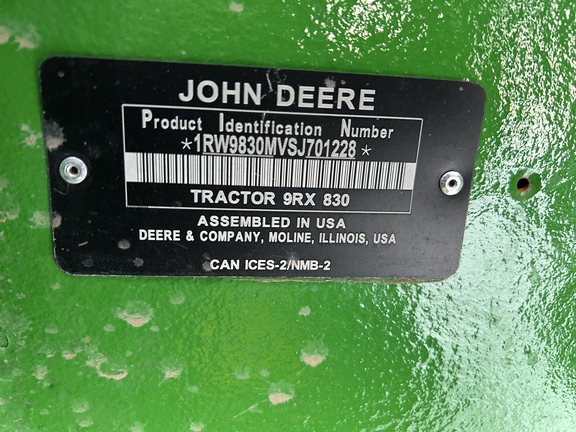 JOHN DEERE
Product Identification Number
*1RW9830MVSJ701228*
TRACTOR 9RX 830
ASSEMBLED IN USA
DEERE & COMPANY, MOLINE, ILLINOIS, USA
CAN ICES-2/NMB-2